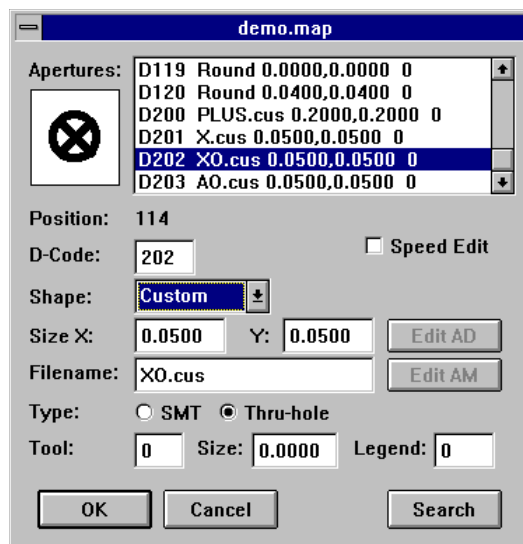 demo.map
Apertures:
D119 Round 0.0000,0.0000 0
D120 Round 0.0400,0.0400 0
D200 PLUS.cus 0.2000,0.2000 0
D201 X.cus 0.0500,0.0500 0
D202 XO.cus 0.0500,0.0500 0
D203 AO.cus 0.0500,0.0500 0
Position: 114
D-Code: 202 Speed Edit
Shape: Custom
Size X: 0.0500 Y: 0.0500 Edit AD
Filename: XO.cus Edit AM
Type: SMT Thru-hole
Tool: 0 Size: 0.0000 Legend: 0
OK Cancel Search